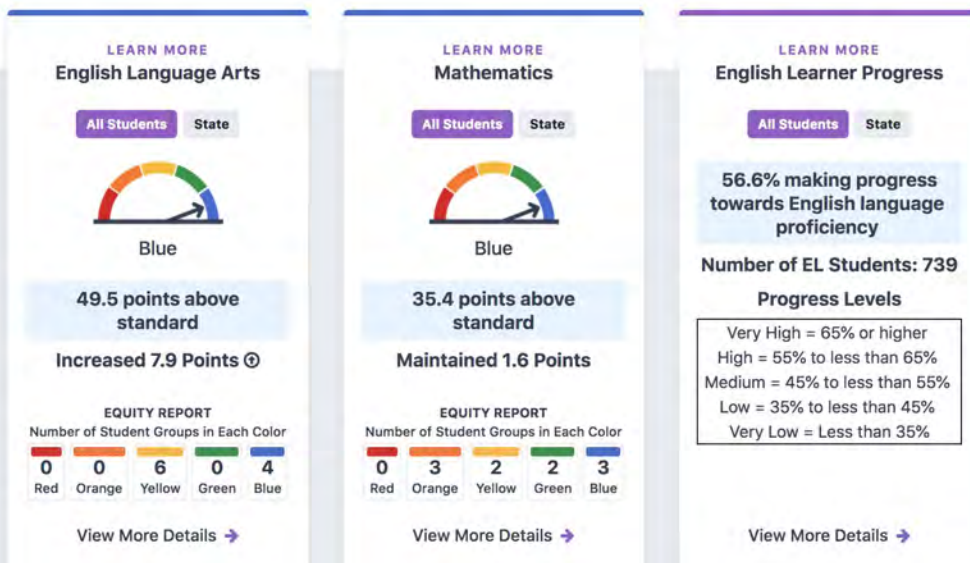 LEARN MORE
English Language Arts
All Students State
Blue
49.5 points above
standard
Increased 7.9 Points
EQUITY REPORT
Number of Student Groups in Each Color
0 0 6 0 4
Red Orange Yellow Green Blue
View More Details →
LEARN MORE
Mathematics
All Students State
Blue
35.4 points above
standard
Maintained 1.6 Points
EQUITY REPORT
Number of Student Groups in Each Color
0 3 2 2 3
Red Orange Yellow Green Blue
View More Details →
LEARN MORE
English Learner Progress
All Students State
56.6% making progress
towards English language
proficiency
Number of EL Students: 739
Progress Levels
Very High = 65% or higher
High = 55% to less than 65%
Medium = 45% to less than 55%
Low = 35% to less than 45%
Very Low = Less than 35%
View More Details →